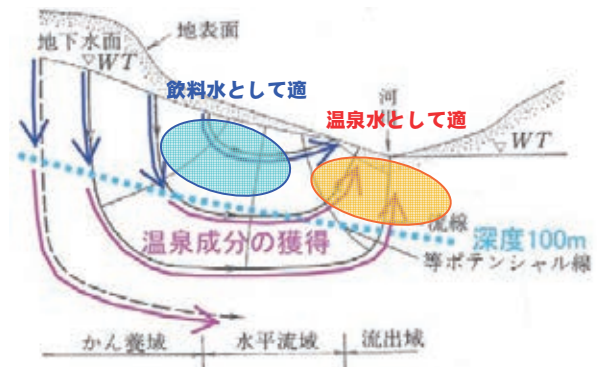 地表面
地下水面
WT
飲料水として適
河川
温泉水として適
WT
流線
深度100m
温泉成分の獲得
等ポテンシャル線
かん養域
水平流域
流出域